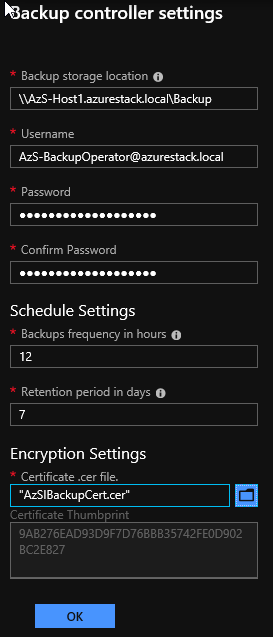 Backup controller settings
* Backup storage location
\\AzS-Host1.azurestack.local\Backup
* Username
AzS-BackupOperator@azurestack.local
* Password
●●●●●●●●●●●●●●●●●●●
* Confirm Password
●●●●●●●●●●●●●●●●●●●
Schedule Settings
* Backups frequency in hours
12
* Retention period in days
7
Encryption Settings
* Certificate .cer file.
"AzSIBackupCert.cer"
Certificate Thumbprint
9AB276EAD93D9F7D76BBB35742FE0D902
BC2E827
OK